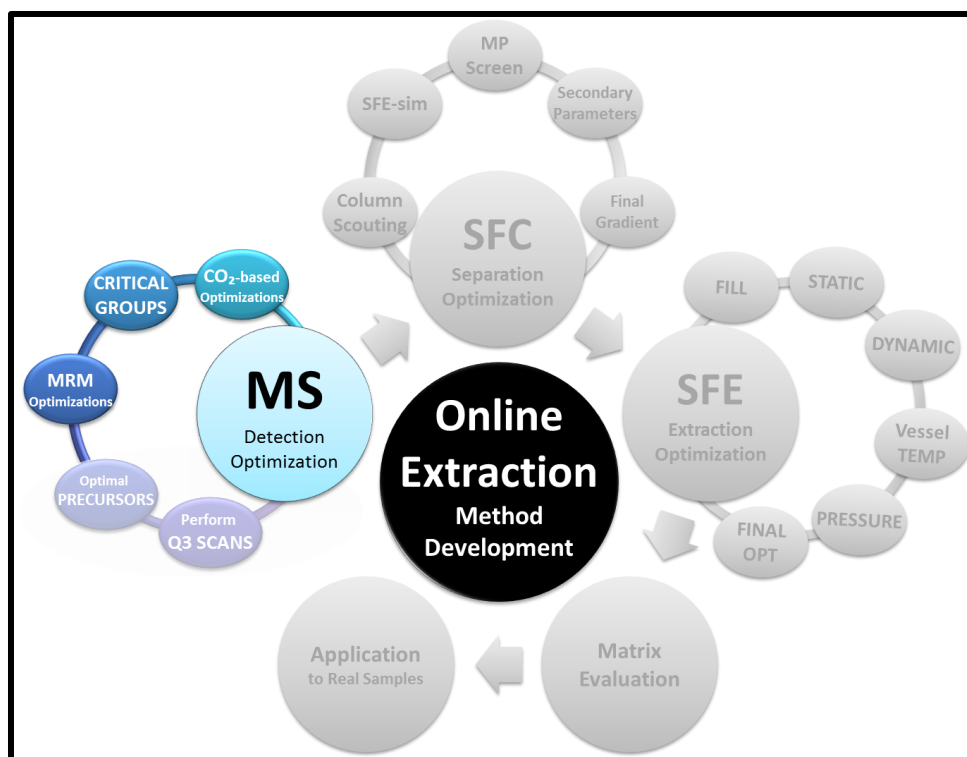 MP
Screen
SFE-sim
Secondary
Parameters
Column
Scouting
Final
Gradient
SFC
Separation
Optimization
CO₂-based
Optimizations
CRITICAL
GROUPS
MRM
Optimizations
Optimal
PRECURSORS
Perform
Q3 SCANS
MS
Detection
Optimization
Online
Extraction
Method
Development
FILL
STATIC
DYNAMIC
Vessel
TEMP
PRESSURE
FINAL
OPT
SFE
Extraction
Optimization
Matrix
Evaluation
Application
to Real Samples